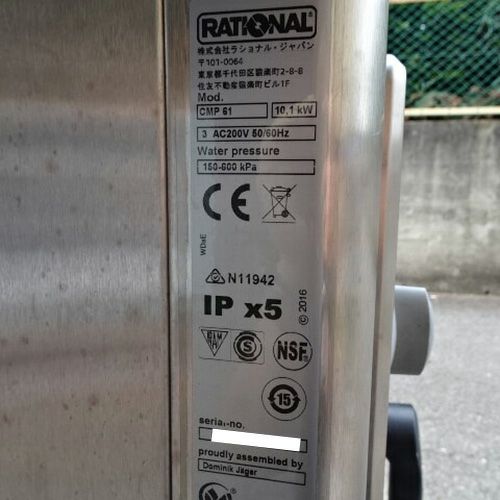 RATIONAL
株式会社ラショナル・ジャパン
〒101-0064
東京都千代田区猿楽町2-8-8
住友不動産猿楽町ビル1F
Mod.
CMP 61 10,1 kW
3 AC200V 50/60Hz
Water pressure
150-600 kPa
CE
WDaE
N11942
IP x5
© 2016
S
NSF
15
serial-no.
proudly assembled by
Dominik Jäger